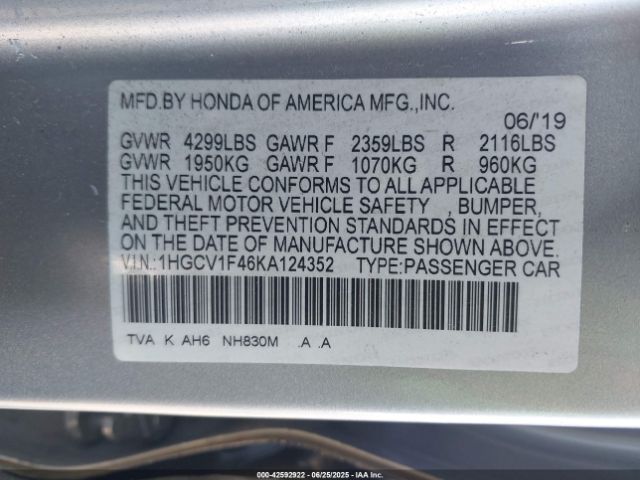 MFD.BY HONDA OF AMERICA MFG.,INC.
06/'19
GVWR 4299LBS GAWR F 2359LBS R 2116LBS
GVWR 1950KG GAWR F 1070KG R 960KG
THIS VEHICLE CONFORMS TO ALL APPLICABLE
FEDERAL MOTOR VEHICLE SAFETY , BUMPER,
AND THEFT PREVENTION STANDARDS IN EFFECT
ON THE DATE OF MANUFACTURE SHOWN ABOVE.
V.I.N.:1HGCV1F46KA124352 TYPE:PASSENGER CAR
TVA K AH6 NH830M .A .A
000-42592922 - 06/25/2025 - IAA Inc.